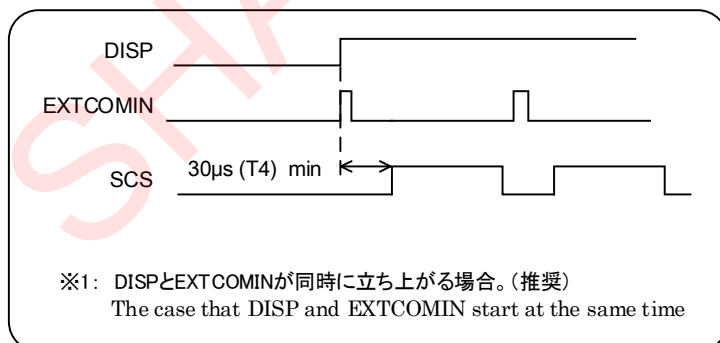 DISP
EXTCOMIN
30µs (T4) min
SCS
※1: DISPとEXTCOMINが同時に立ち上がる場合。(推奨)
The case that DISP and EXTCOMIN start at the same time
SHA